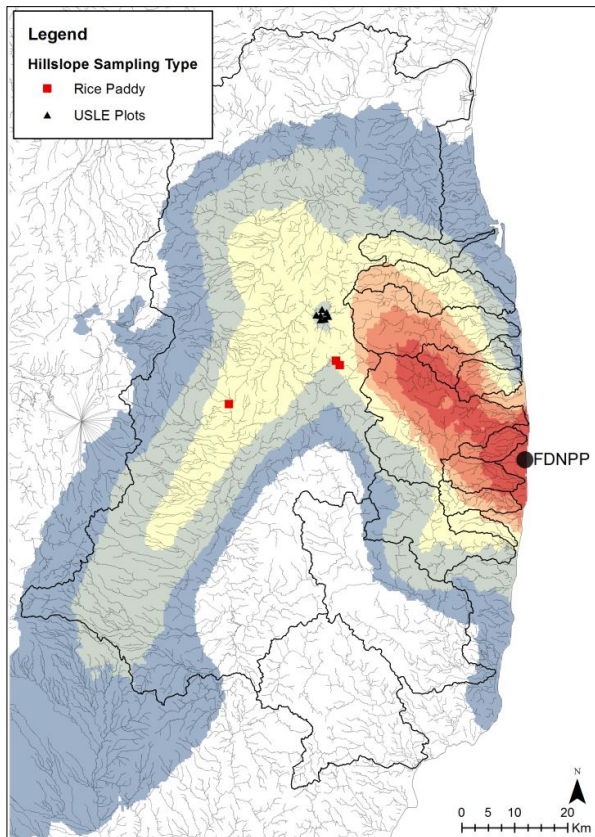 Legend
Hillslope Sampling Type
Rice Paddy
USLE Plots
FDNPP
N
0 5 10 20
Km